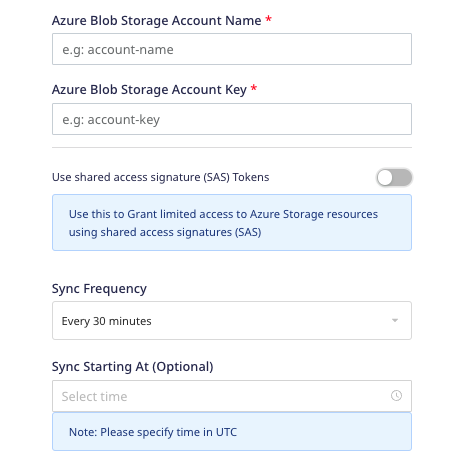 Azure Blob Storage Account Name *
e.g: account-name
Azure Blob Storage Account Key *
e.g: account-key
Use shared access signature (SAS) Tokens
Use this to Grant limited access to Azure Storage resources
using shared access signatures (SAS)
Sync Frequency
Every 30 minutes
Sync Starting At (Optional)
Select time
Note: Please specify time in UTC